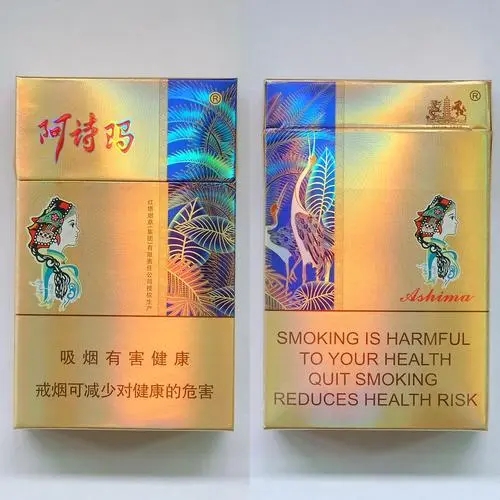 阿诗玛
®
红塔烟草(集团)有限责任公司授权生产
吸烟有害健康
戒烟可减少对健康的危害
®
Ashima
SMOKING IS HARMFUL
TO YOUR HEALTH
QUIT SMOKING
REDUCES HEALTH RISK